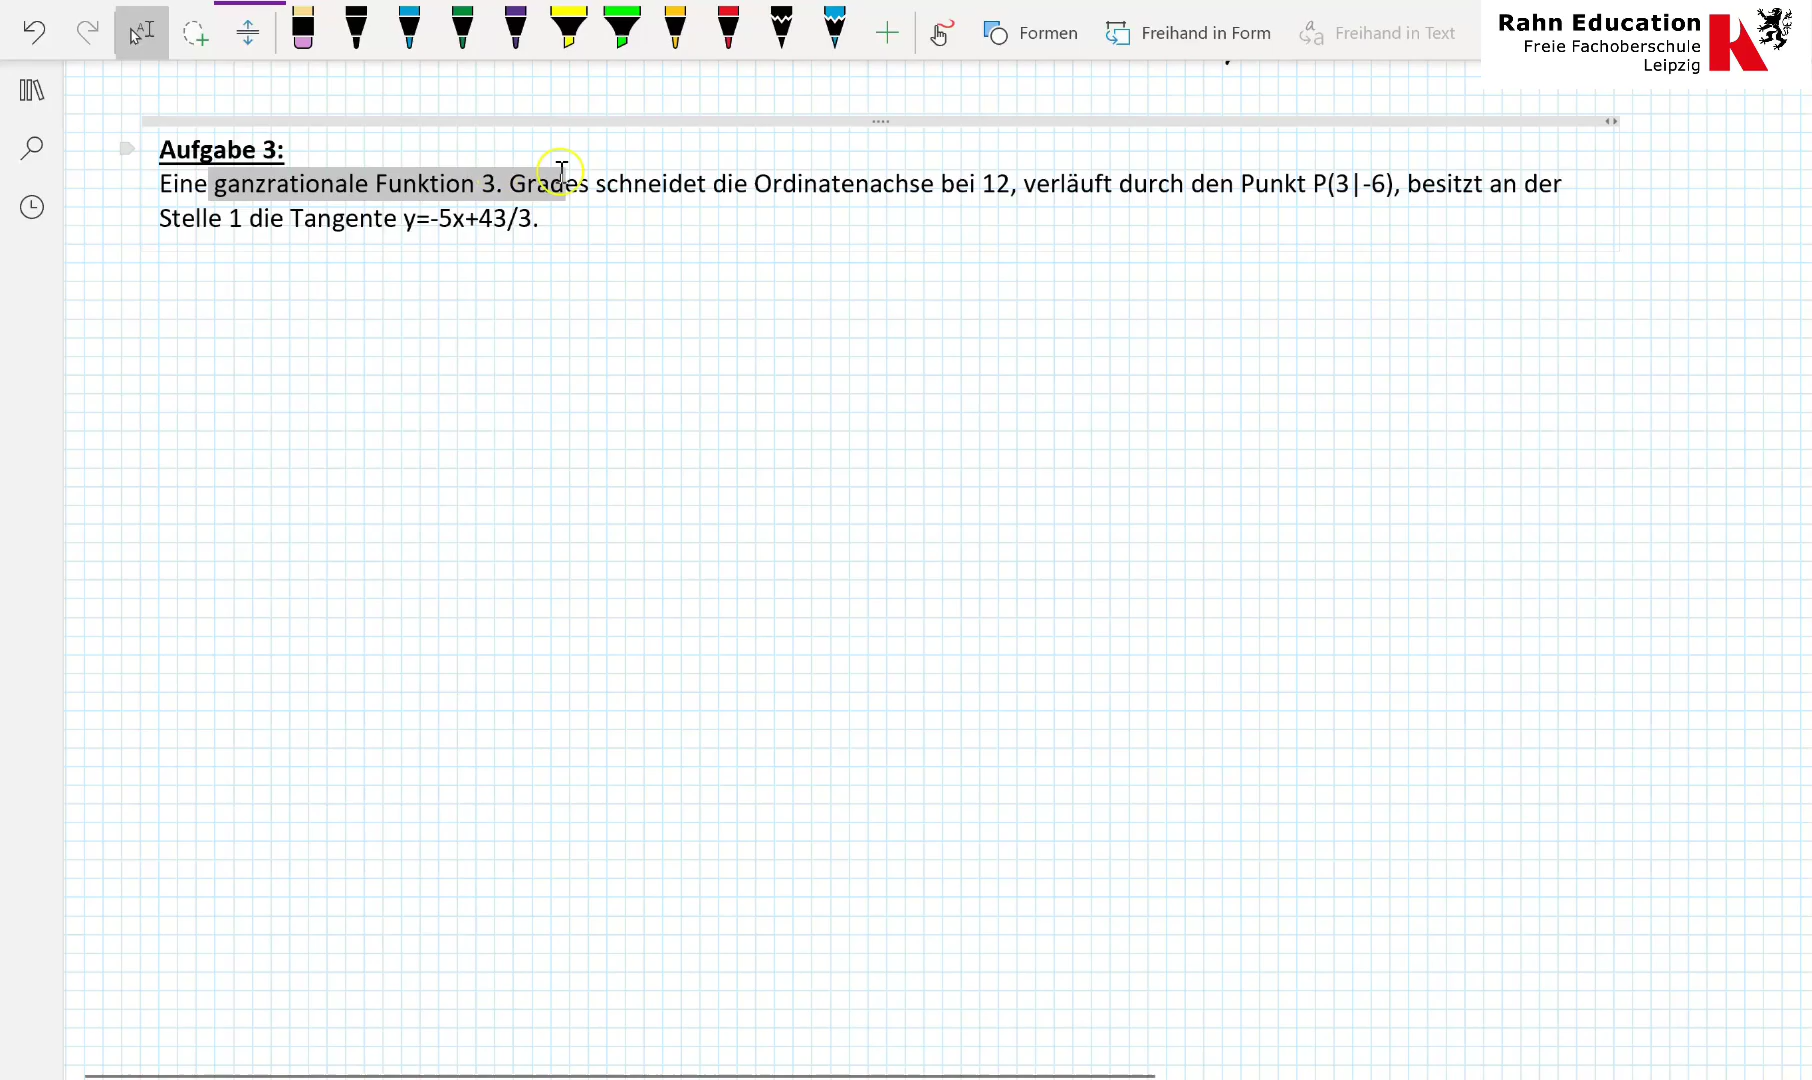 Formen
Freihand in Form
Freihand in Text
Rahn Education
Freie Fachoberschule
Leipzig
Aufgabe 3:
Eine ganzrationale Funktion 3. Grades schneidet die Ordinatenachse bei 12, verläuft durch den Punkt P(3|-6), besitzt an der
Stelle 1 die Tangente y=-5x+43/3.